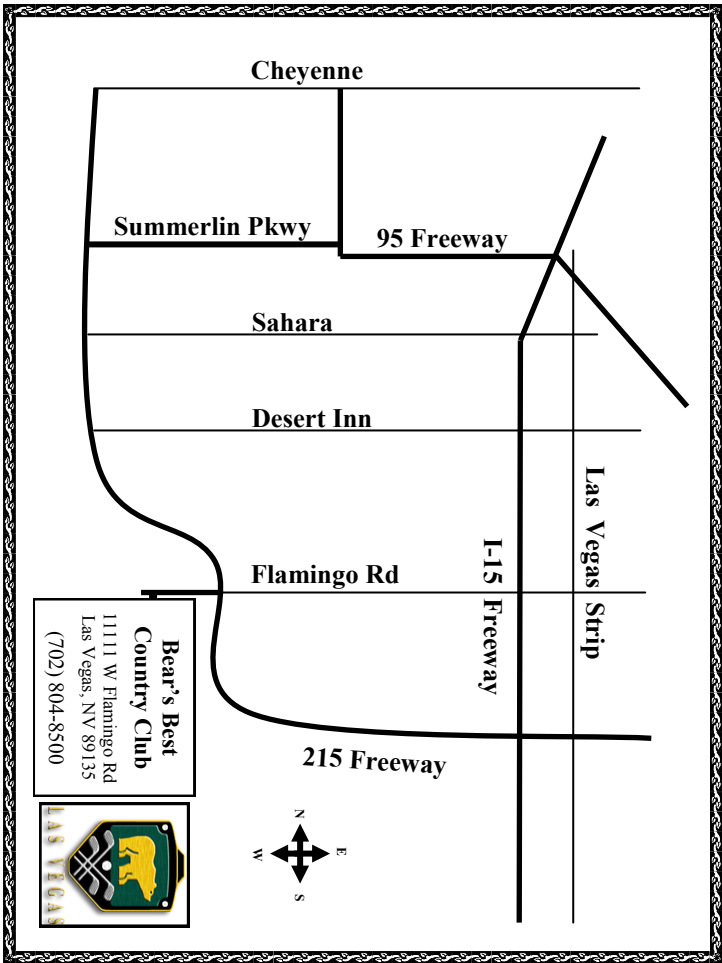 Cheyenne
Summerlin Pkwy
95 Freeway
Sahara
Desert Inn
Las Vegas Strip
I-15 Freeway
Flamingo Rd
Bear’s Best
Country Club
11111 W Flamingo Rd
Las Vegas, NV 89135
(702) 804-8500
215 Freeway
N
W
E
S
LAS VEGAS